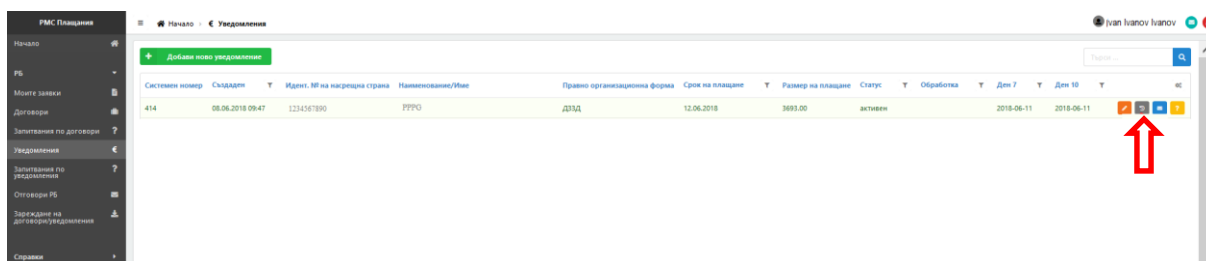 РМС Плащания
Начало › € Уведомления
Ivan Ivanov Ivanov
Начало
РБ
Моите заявки
Договори
Запитвания по договори ?
Уведомления €
Запитвания по ?
уведомления
Отговори РБ
Зареждане на
договори/уведомления
Справки
+ Добави ново уведомление
Търси ...
Системен номер Създаден Идент. № на насрещна страна Наименование/Име Правно организационна форма Срок на плащане Размер на плащане Статус Обработка Ден 7 Ден 10
414 08.06.2018 09:47 1234567890 PPPG ДЗЗД 12.06.2018 3693.00 активен 2018-06-11 2018-06-11 ?